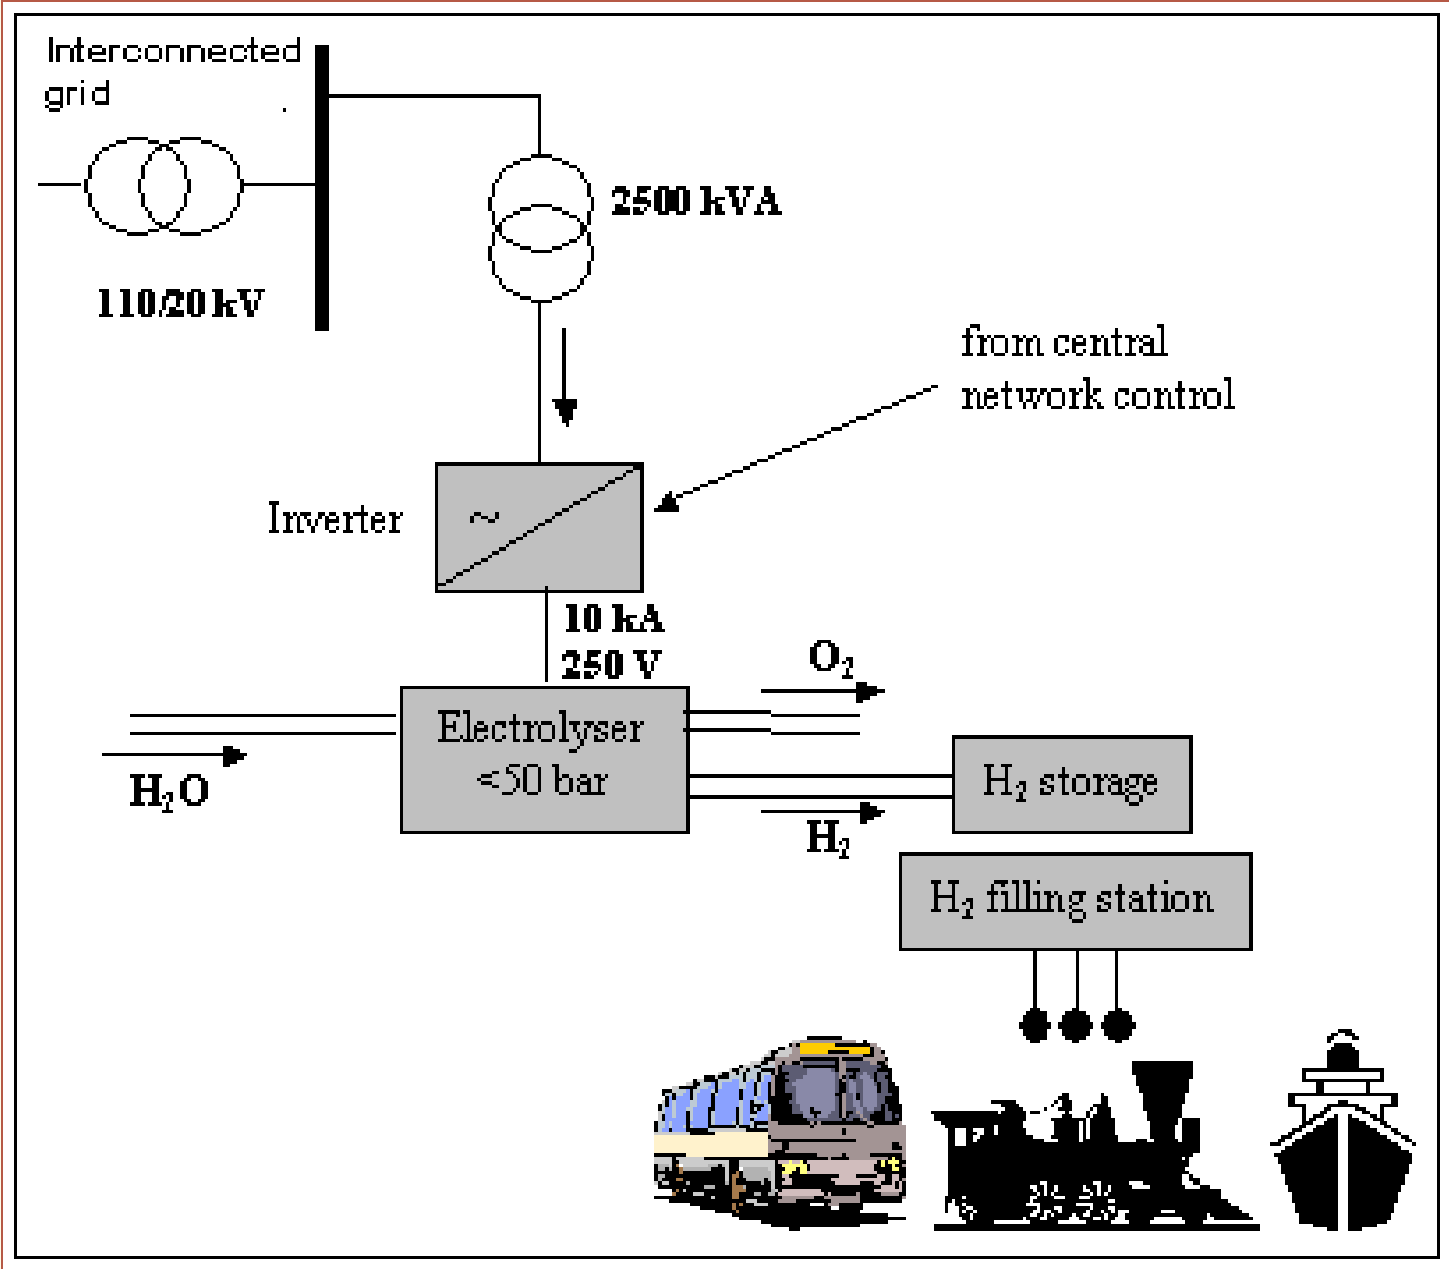 Interconnected
grid
2500 kVA
110/20 kV
from central
network control
Inverter
~
10 kA
250 V
O₂
Electrolyser
<50 bar
H₂O
H₂ storage
H₂
H₂ filling station